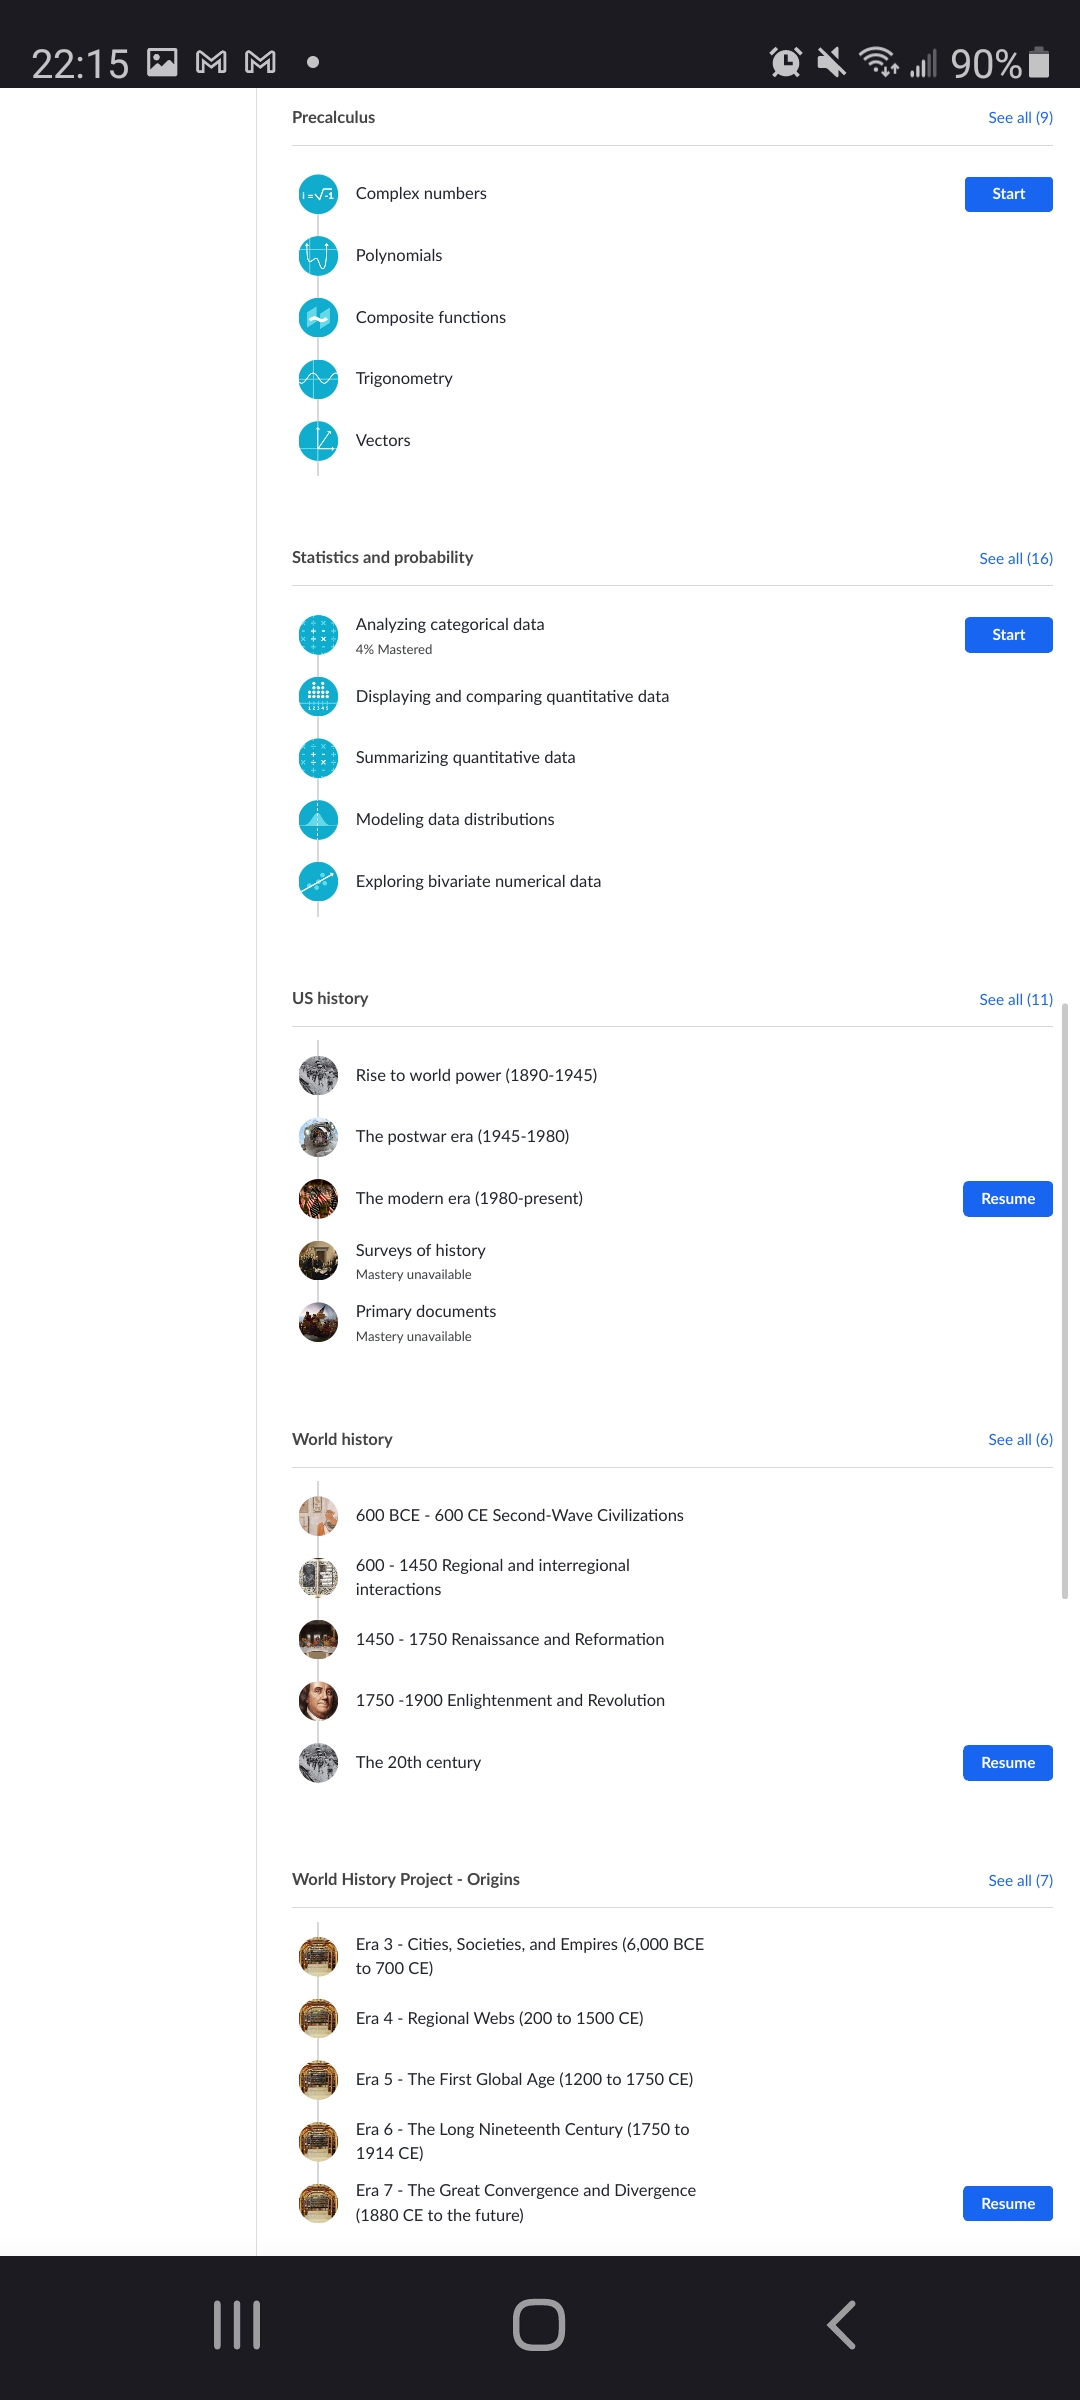 22:15
90%
Precalculus
See all (9)
i = √-1
Complex numbers
Start
Polynomials
Composite functions
Trigonometry
Vectors
Statistics and probability
See all (16)
Analyzing categorical data
Start
4% Mastered
Displaying and comparing quantitative data
Summarizing quantitative data
Modeling data distributions
Exploring bivariate numerical data
US history
See all (11)
Rise to world power (1890-1945)
The postwar era (1945-1980)
The modern era (1980-present)
Resume
Surveys of history
Mastery unavailable
Primary documents
Mastery unavailable
World history
See all (6)
600 BCE - 600 CE Second-Wave Civilizations
600 - 1450 Regional and interregional
interactions
1450 - 1750 Renaissance and Reformation
1750 -1900 Enlightenment and Revolution
The 20th century
Resume
World History Project - Origins
See all (7)
Era 3 - Cities, Societies, and Empires (6,000 BCE
to 700 CE)
Era 4 - Regional Webs (200 to 1500 CE)
Era 5 - The First Global Age (1200 to 1750 CE)
Era 6 - The Long Nineteenth Century (1750 to
1914 CE)
Era 7 - The Great Convergence and Divergence
(1880 CE to the future)
Resume